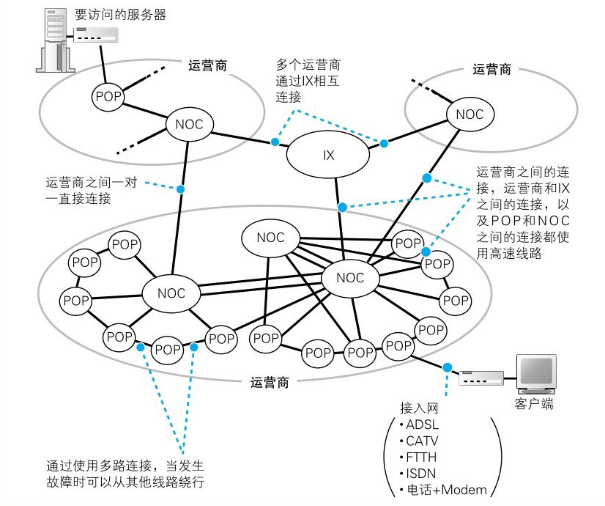 要访问的服务器
运营商
POP
NOC
多个运营商
通过IX相互
连接
运营商
NOC
IX
运营商之间一对
一直接连接
运营商之间的连
接，运营商和IX
之间的连接，以
及POP和NOC
之间的连接都使
用高速线路
POP
POP
POP
NOC
POP
POP
POP
NOC
NOC
POP
POP
POP
POP
POP
POP
POP
POP
运营商
客户端
接入网
·ADSL
·CATV
·FTTH
·ISDN
·电话+Modem
通过使用多路连接，当发生
故障时可以从其他线路绕行